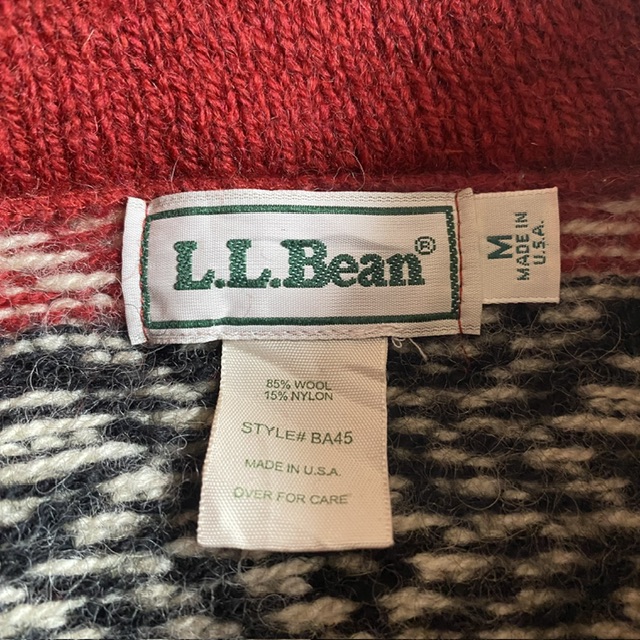 L.L.Bean®
M
MADE IN
U.S.A.
85% WOOL
15% NYLON
STYLE# BA45
MADE IN U.S.A.
OVER FOR CARE